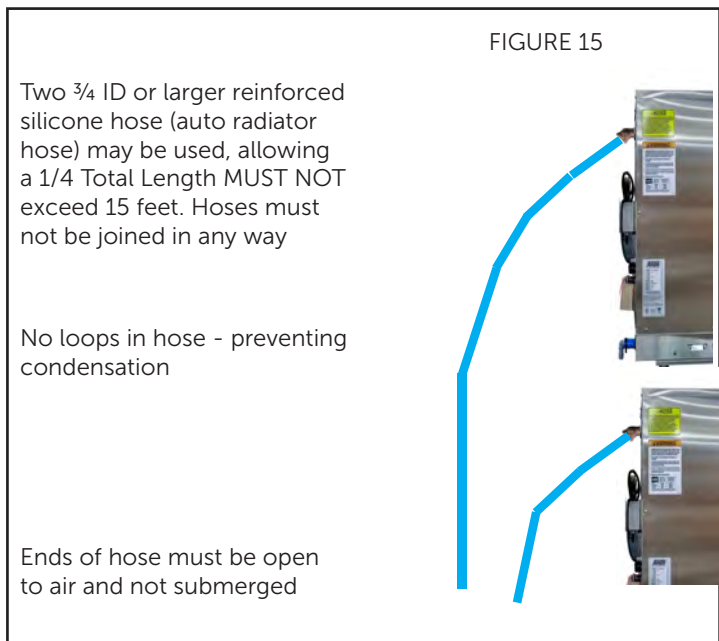 FIGURE 15
Two ¾ ID or larger reinforced
silicone hose (auto radiator
hose) may be used, allowing
a 1/4 Total Length MUST NOT
exceed 15 feet. Hoses must
not be joined in any way
No loops in hose - preventing
condensation
Ends of hose must be open
to air and not submerged